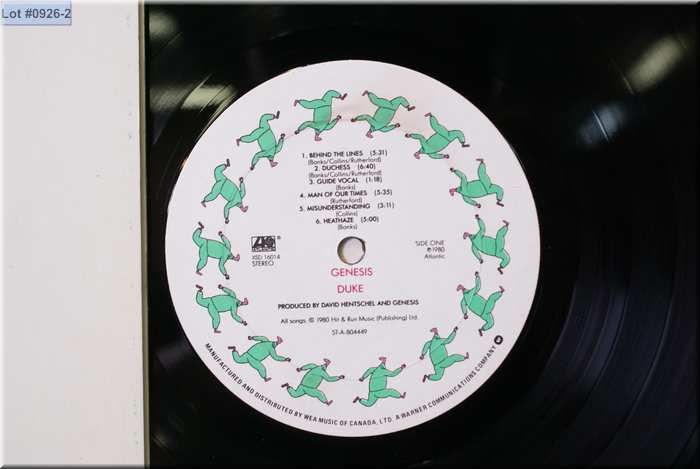 Lot #0926-2
1. BEHIND THE LINES (5:31)
(Banks/Collins/Rutherford)
2. DUCHESS (6:40)
(Banks/Collins/Rutherford)
3. GUIDE VOCAL (1:18)
(Banks)
4. MAN OF OUR TIMES (5:35)
(Rutherford)
5. MISUNDERSTANDING (3:11)
(Collins)
6. HEATHAZE (5:00)
(Banks)
XSD 16014
STEREO
SIDE ONE
℗1980
Atlantic
GENESIS
DUKE
PRODUCED BY DAVID HENTSCHEL AND GENESIS
All songs: © 1980 Hit & Run Music (Publishing) Ltd.
ST-A-804449
MANUFACTURED AND DISTRIBUTED BY WEA MUSIC OF CANADA, LTD. A WARNER COMMUNICATIONS COMPANY